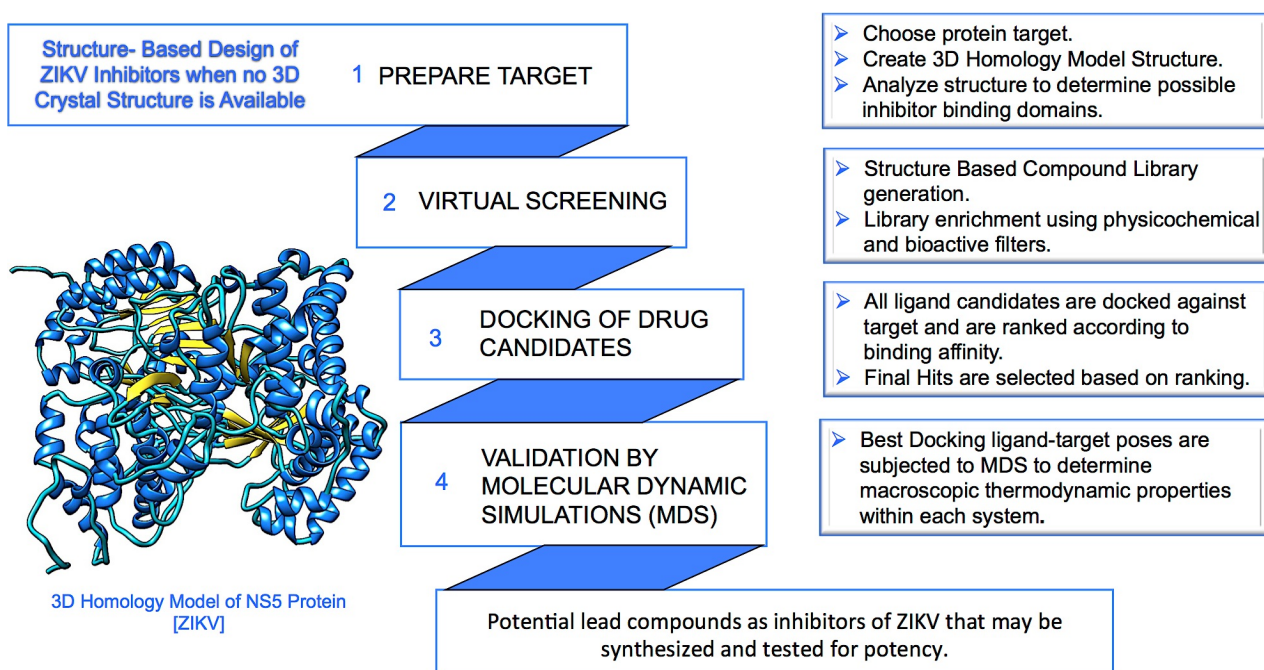 Structure- Based Design of
ZIKV Inhibitors when no 3D
Crystal Structure is Available
1 PREPARE TARGET
➢ Choose protein target.
➢ Create 3D Homology Model Structure.
➢ Analyze structure to determine possible
inhibitor binding domains.
2 VIRTUAL SCREENING
➢ Structure Based Compound Library
generation.
➢ Library enrichment using physicochemical
and bioactive filters.
3 DOCKING OF DRUG
CANDIDATES
➢ All ligand candidates are docked against
target and are ranked according to
binding affinity.
➢ Final Hits are selected based on ranking.
4 VALIDATION BY
MOLECULAR DYNAMIC
SIMULATIONS (MDS)
➢ Best Docking ligand-target poses are
subjected to MDS to determine
macroscopic thermodynamic properties
within each system.
3D Homology Model of NS5 Protein
[ZIKV]
Potential lead compounds as inhibitors of ZIKV that may be
synthesized and tested for potency.